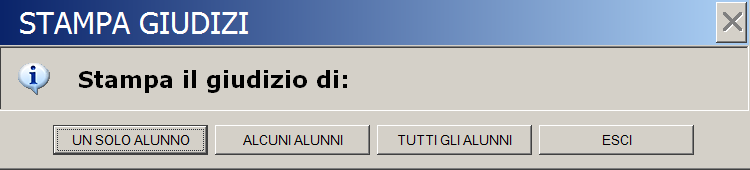 STAMPA GIUDIZI
Stampa il giudizio di:
UN SOLO ALUNNO ALCUNI ALUNNI TUTTI GLI ALUNNI ESCI